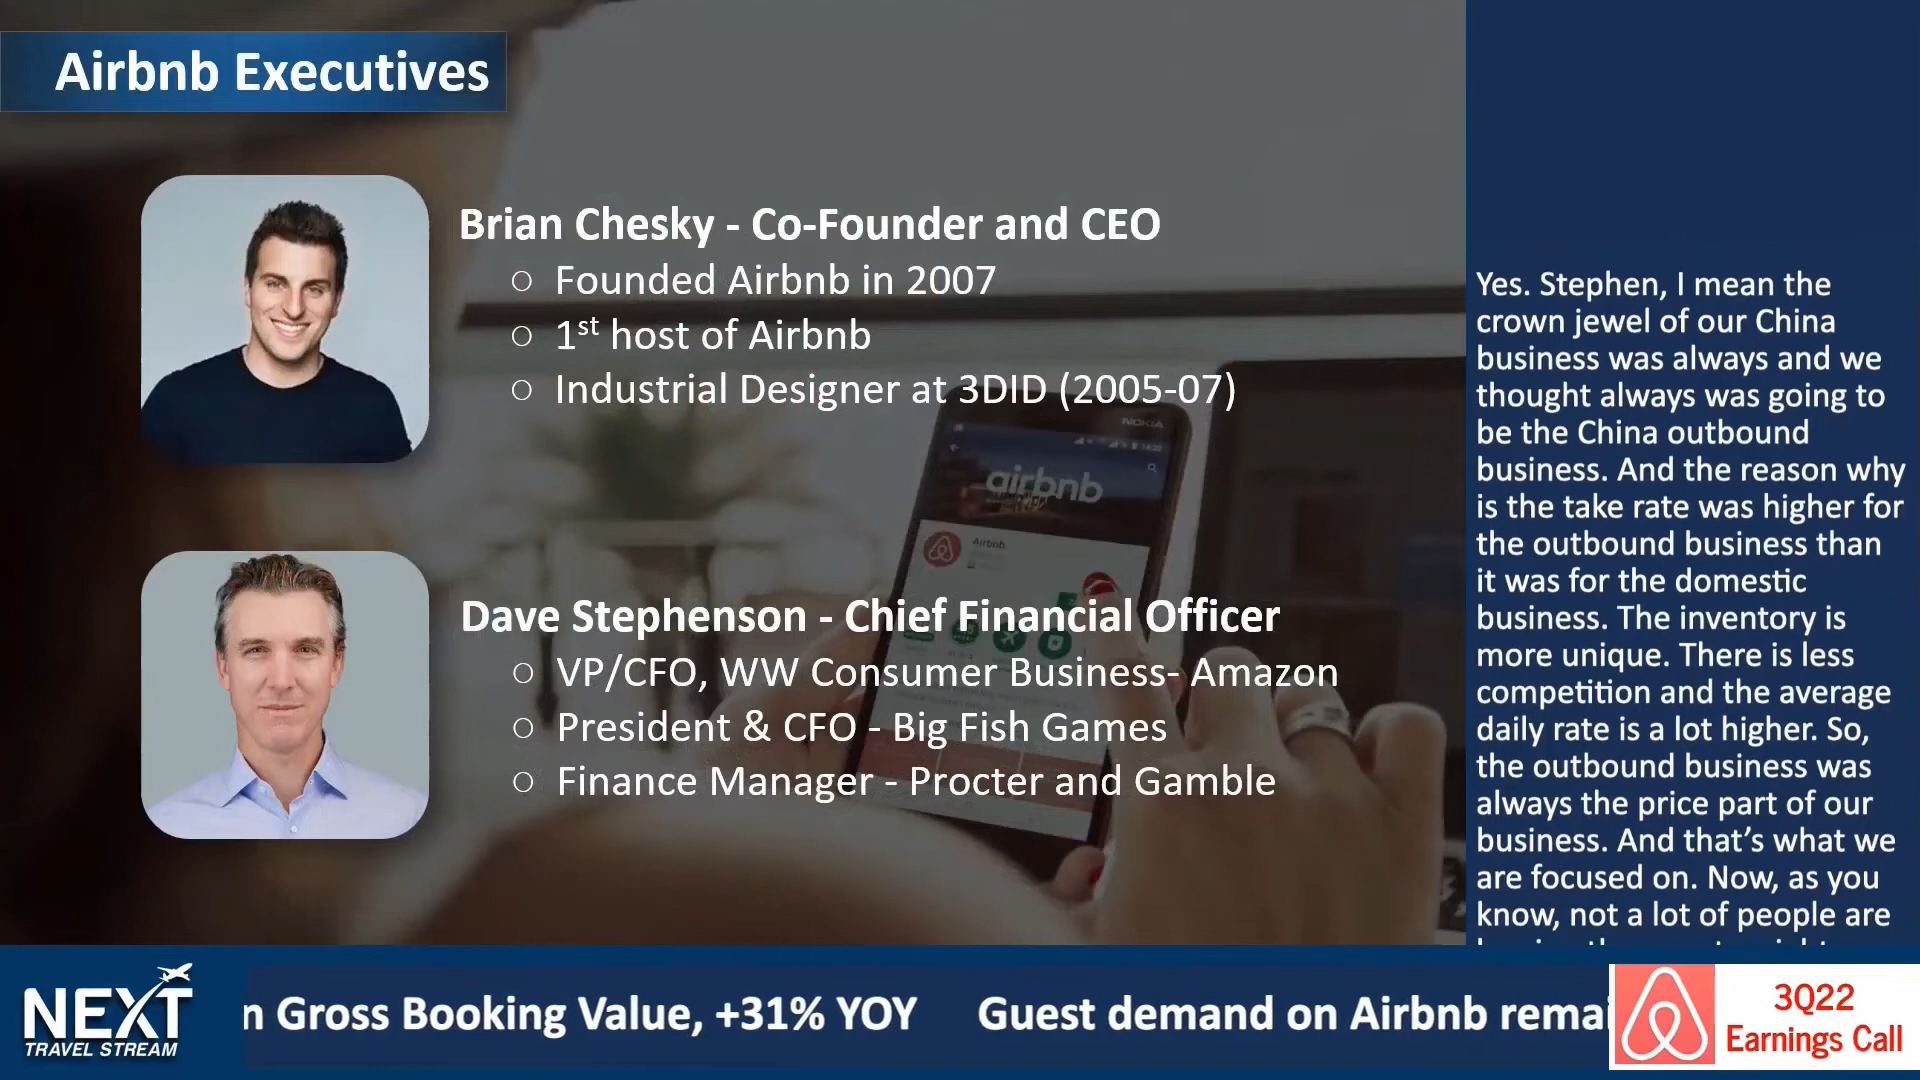 Airbnb Executives
Brian Chesky - Co-Founder and CEO
○ Founded Airbnb in 2007
○ 1st host of Airbnb
○ Industrial Designer at 3DID (2005-07)
NOKIA
airbnb
Airbnb
Dave Stephenson - Chief Financial Officer
○ VP/CFO, WW Consumer Business- Amazon
○ President & CFO - Big Fish Games
○ Finance Manager - Procter and Gamble
Yes. Stephen, I mean the
crown jewel of our China
business was always and we
thought always was going to
be the China outbound
business. And the reason why
is the take rate was higher for
the outbound business than
it was for the domestic
business. The inventory is
more unique. There is less
competition and the average
daily rate is a lot higher. So,
the outbound business was
always the price part of our
business. And that’s what we
are focused on. Now, as you
know, not a lot of people are
NEXT
TRAVEL STREAM
n Gross Booking Value, +31% YOY Guest demand on Airbnb remai
3Q22
Earnings Call